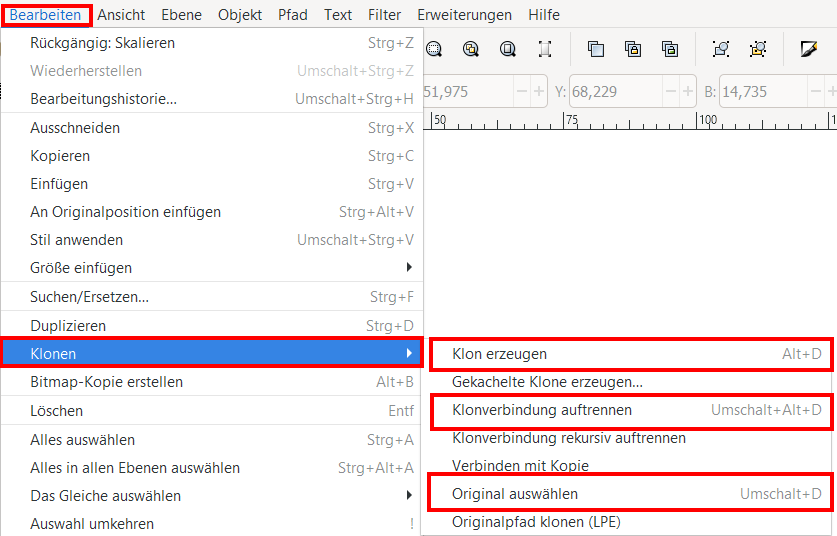 Bearbeiten Ansicht Ebene Objekt Pfad Text Filter Erweiterungen Hilfe
Rückgängig: Skalieren Strg+Z
Wiederherstellen Umschalt+Strg+Z
Bearbeitungshistorie... Umschalt+Strg+H
51,975 Y: 68,229 B: 14,735
50 75 100 1
Ausschneiden Strg+X
Kopieren Strg+C
Einfügen Strg+V
An Originalposition einfügen Strg+Alt+V
Stil anwenden Umschalt+Strg+V
Größe einfügen
Suchen/Ersetzen... Strg+F
Duplizieren Strg+D
Klonen
Bitmap-Kopie erstellen Alt+B
Löschen Entf
Alles auswählen Strg+A
Alles in allen Ebenen auswählen Strg+Alt+A
Das Gleiche auswählen
Auswahl umkehren !
Klon erzeugen Alt+D
Gekachelte Klone erzeugen...
Klonverbindung auftrennen Umschalt+Alt+D
Klonverbindung rekursiv auftrennen
Verbinden mit Kopie
Original auswählen Umschalt+D
Originalpfad klonen (LPE)